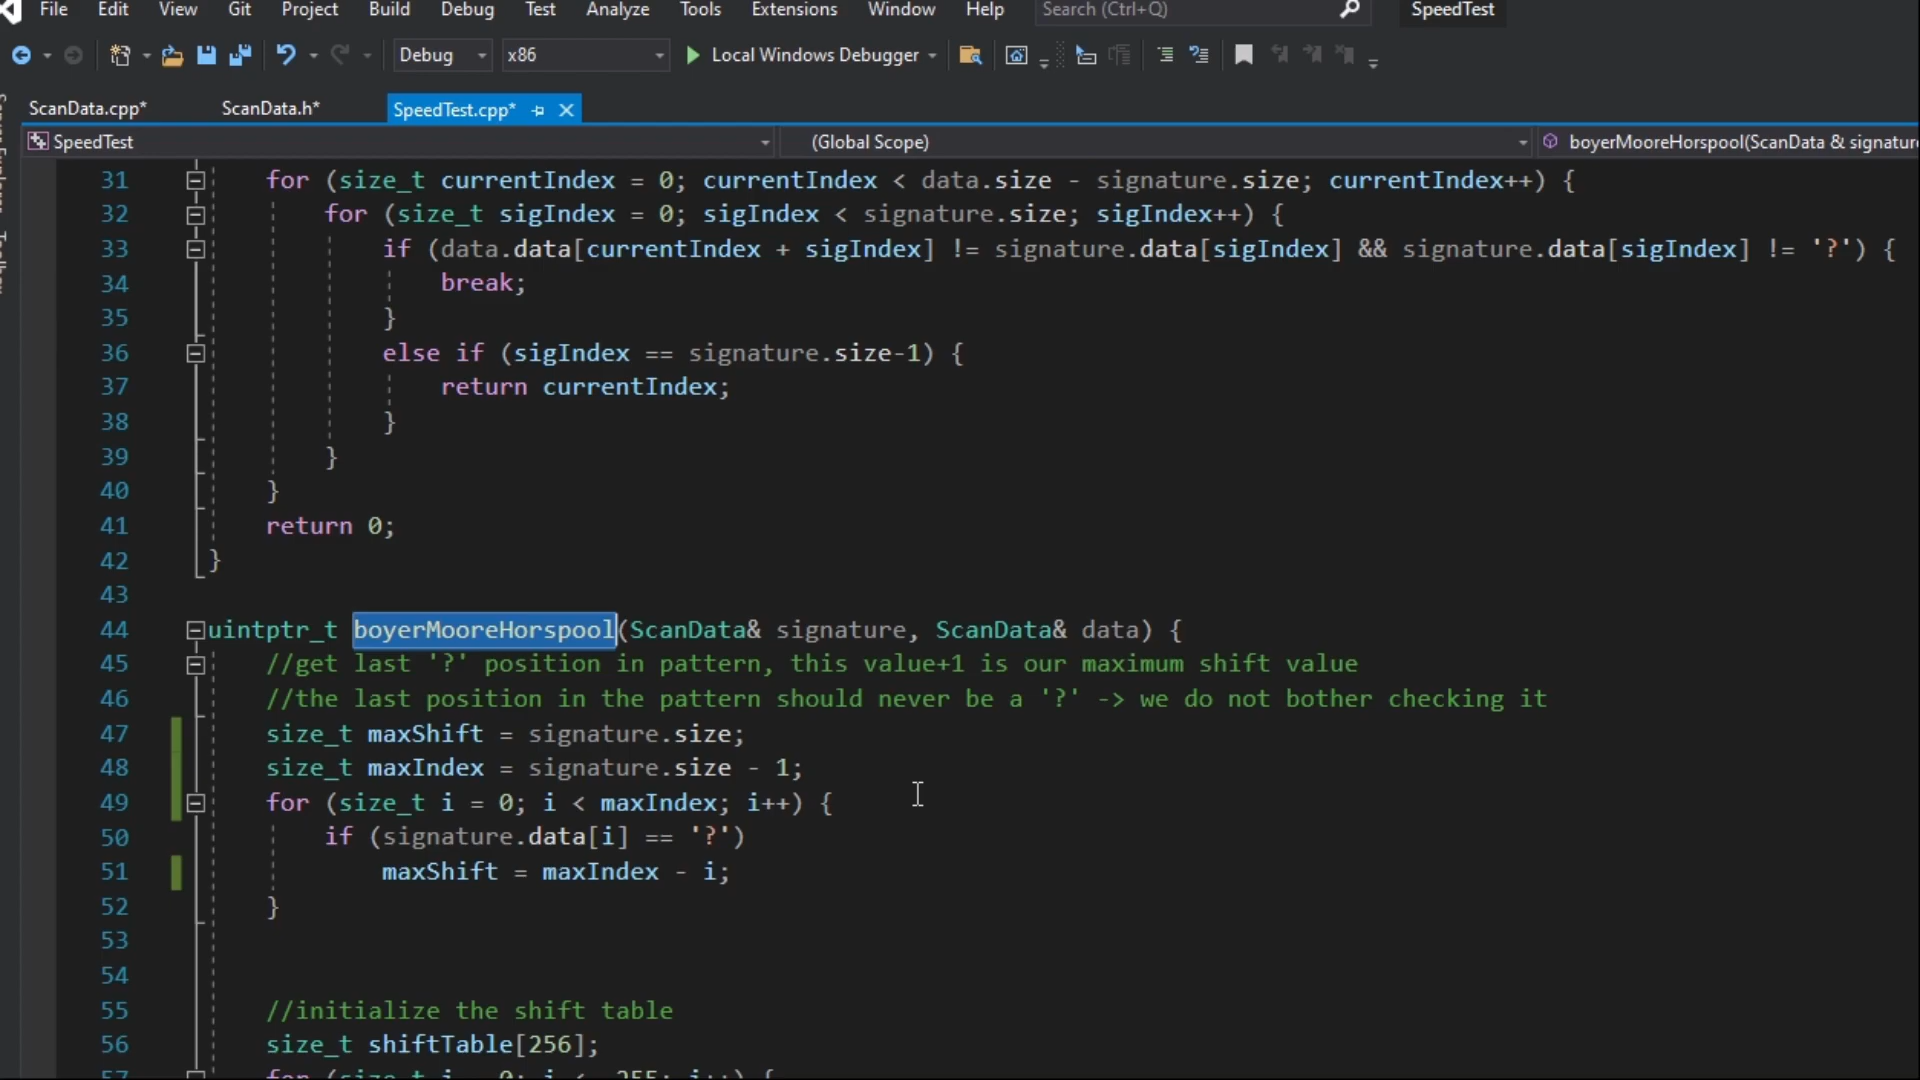 File Edit View Git Project Build Debug Test Analyze Tools Extensions Window Help Search (Ctrl+Q) SpeedTest
Debug x86 Local Windows Debugger
ScanData.cpp* ScanData.h* SpeedTest.cpp*
SpeedTest (Global Scope) boyerMooreHorspool(ScanData & signature
31 for (size_t currentIndex = 0; currentIndex < data.size - signature.size; currentIndex++) {
32 for (size_t sigIndex = 0; sigIndex < signature.size; sigIndex++) {
33 if (data.data[currentIndex + sigIndex] != signature.data[sigIndex] && signature.data[sigIndex] != '?') {
34 break;
35 }
36 else if (sigIndex == signature.size-1) {
37 return currentIndex;
38 }
39 }
40 }
41 return 0;
42 }
43
44 uintptr_t boyerMooreHorspool(ScanData& signature, ScanData& data) {
45 //get last '?' position in pattern, this value+1 is our maximum shift value
46 //the last position in the pattern should never be a '?' -> we do not bother checking it
47 size_t maxShift = signature.size;
48 size_t maxIndex = signature.size - 1;
49 for (size_t i = 0; i < maxIndex; i++) {
50 if (signature.data[i] == '?')
51 maxShift = maxIndex - i;
52 }
53
54
55 //initialize the shift table
56 size_t shiftTable[256];